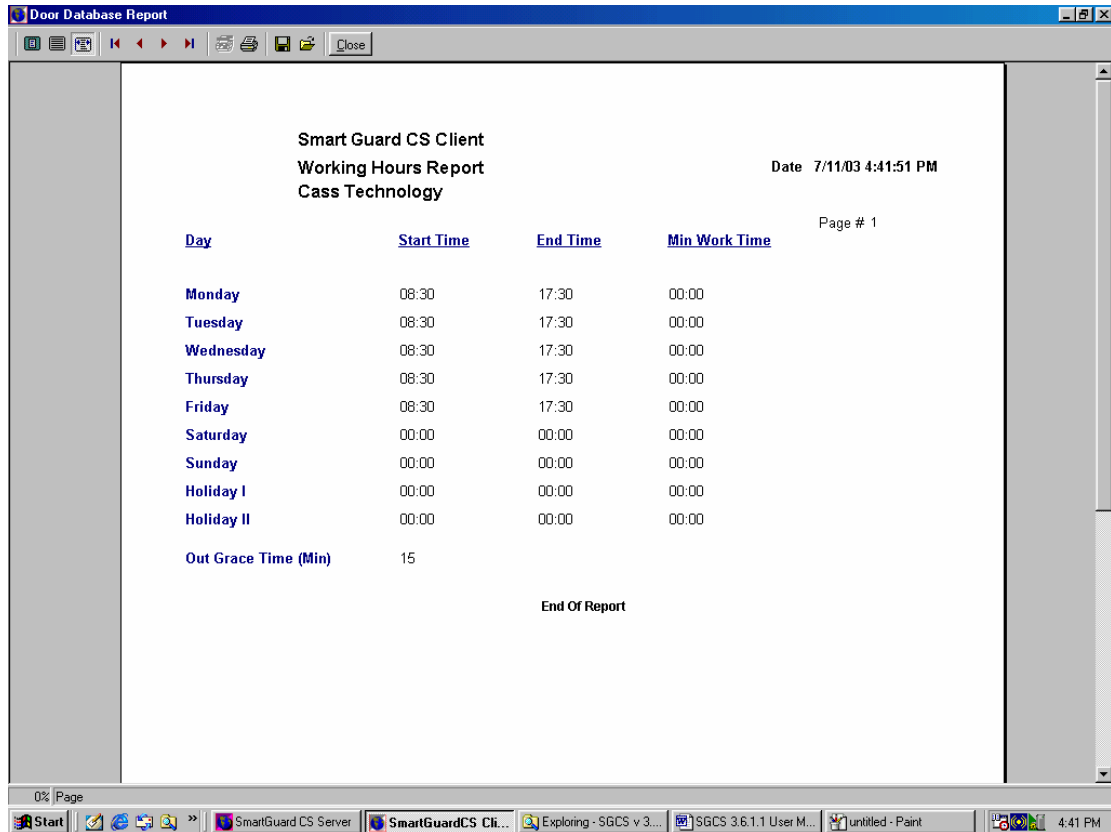 Door Database Report
Close
Smart Guard CS Client
Working Hours Report
Date 7/11/03 4:41:51 PM
Cass Technology
Page # 1
Day Start Time End Time Min Work Time
Monday 08:30 17:30 00:00
Tuesday 08:30 17:30 00:00
Wednesday 08:30 17:30 00:00
Thursday 08:30 17:30 00:00
Friday 08:30 17:30 00:00
Saturday 00:00 00:00 00:00
Sunday 00:00 00:00 00:00
Holiday I 00:00 00:00 00:00
Holiday II 00:00 00:00 00:00
Out Grace Time (Min) 15
End Of Report
0% Page
Start » SmartGuard CS Server SmartGuardCS Cli... Exploring - SGCS v 3.... SGCS 3.6.1.1 User M... untitled - Paint 4:41 PM